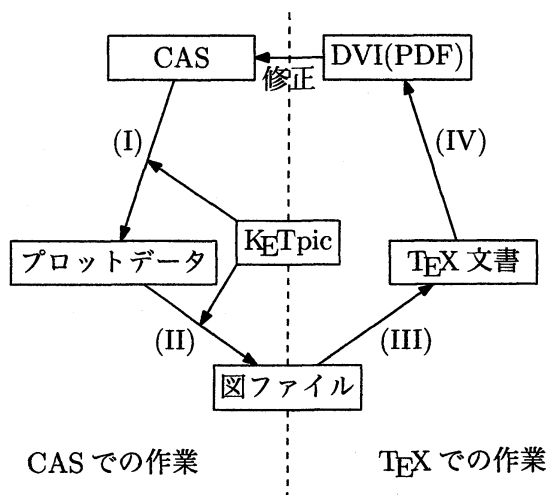 CAS
DVI(PDF)
修正
(I)
(IV)
KETpic
プロットデータ
TEX 文書
(II)
(III)
図ファイル
CAS での作業
TEX での作業